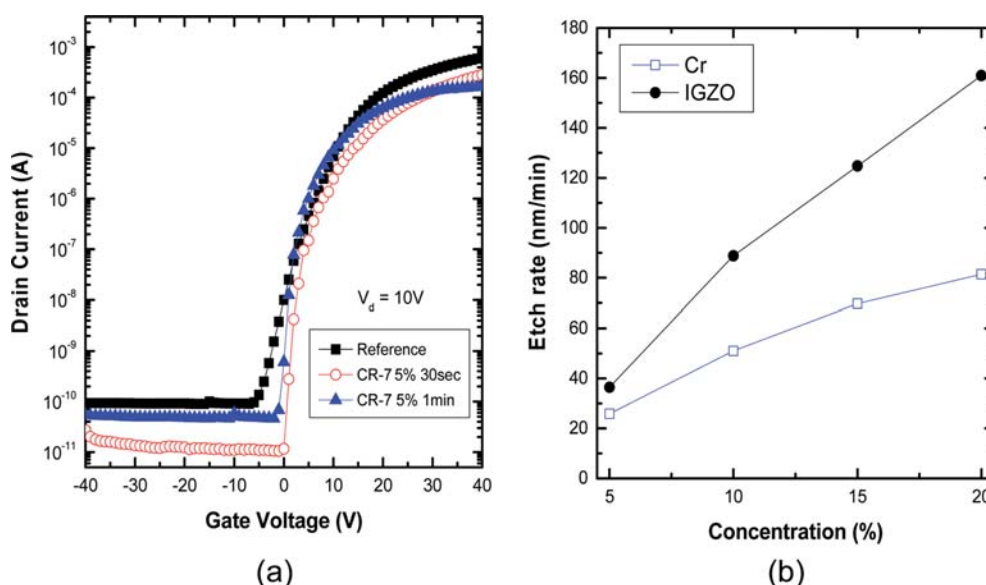 10⁻³
10⁻⁴
10⁻⁵
10⁻⁶
10⁻⁷
10⁻⁸
10⁻⁹
10⁻¹⁰
10⁻¹¹
Drain Current (A)
V_d = 10V
Reference
CR-7 5% 30sec
CR-7 5% 1min
-40 -30 -20 -10 0 10 20 30 40
Gate Voltage (V)
(a)
180
160
140
120
100
80
60
40
20
0
Etch rate (nm/min)
Cr
IGZO
5 10 15 20
Concentration (%)
(b)